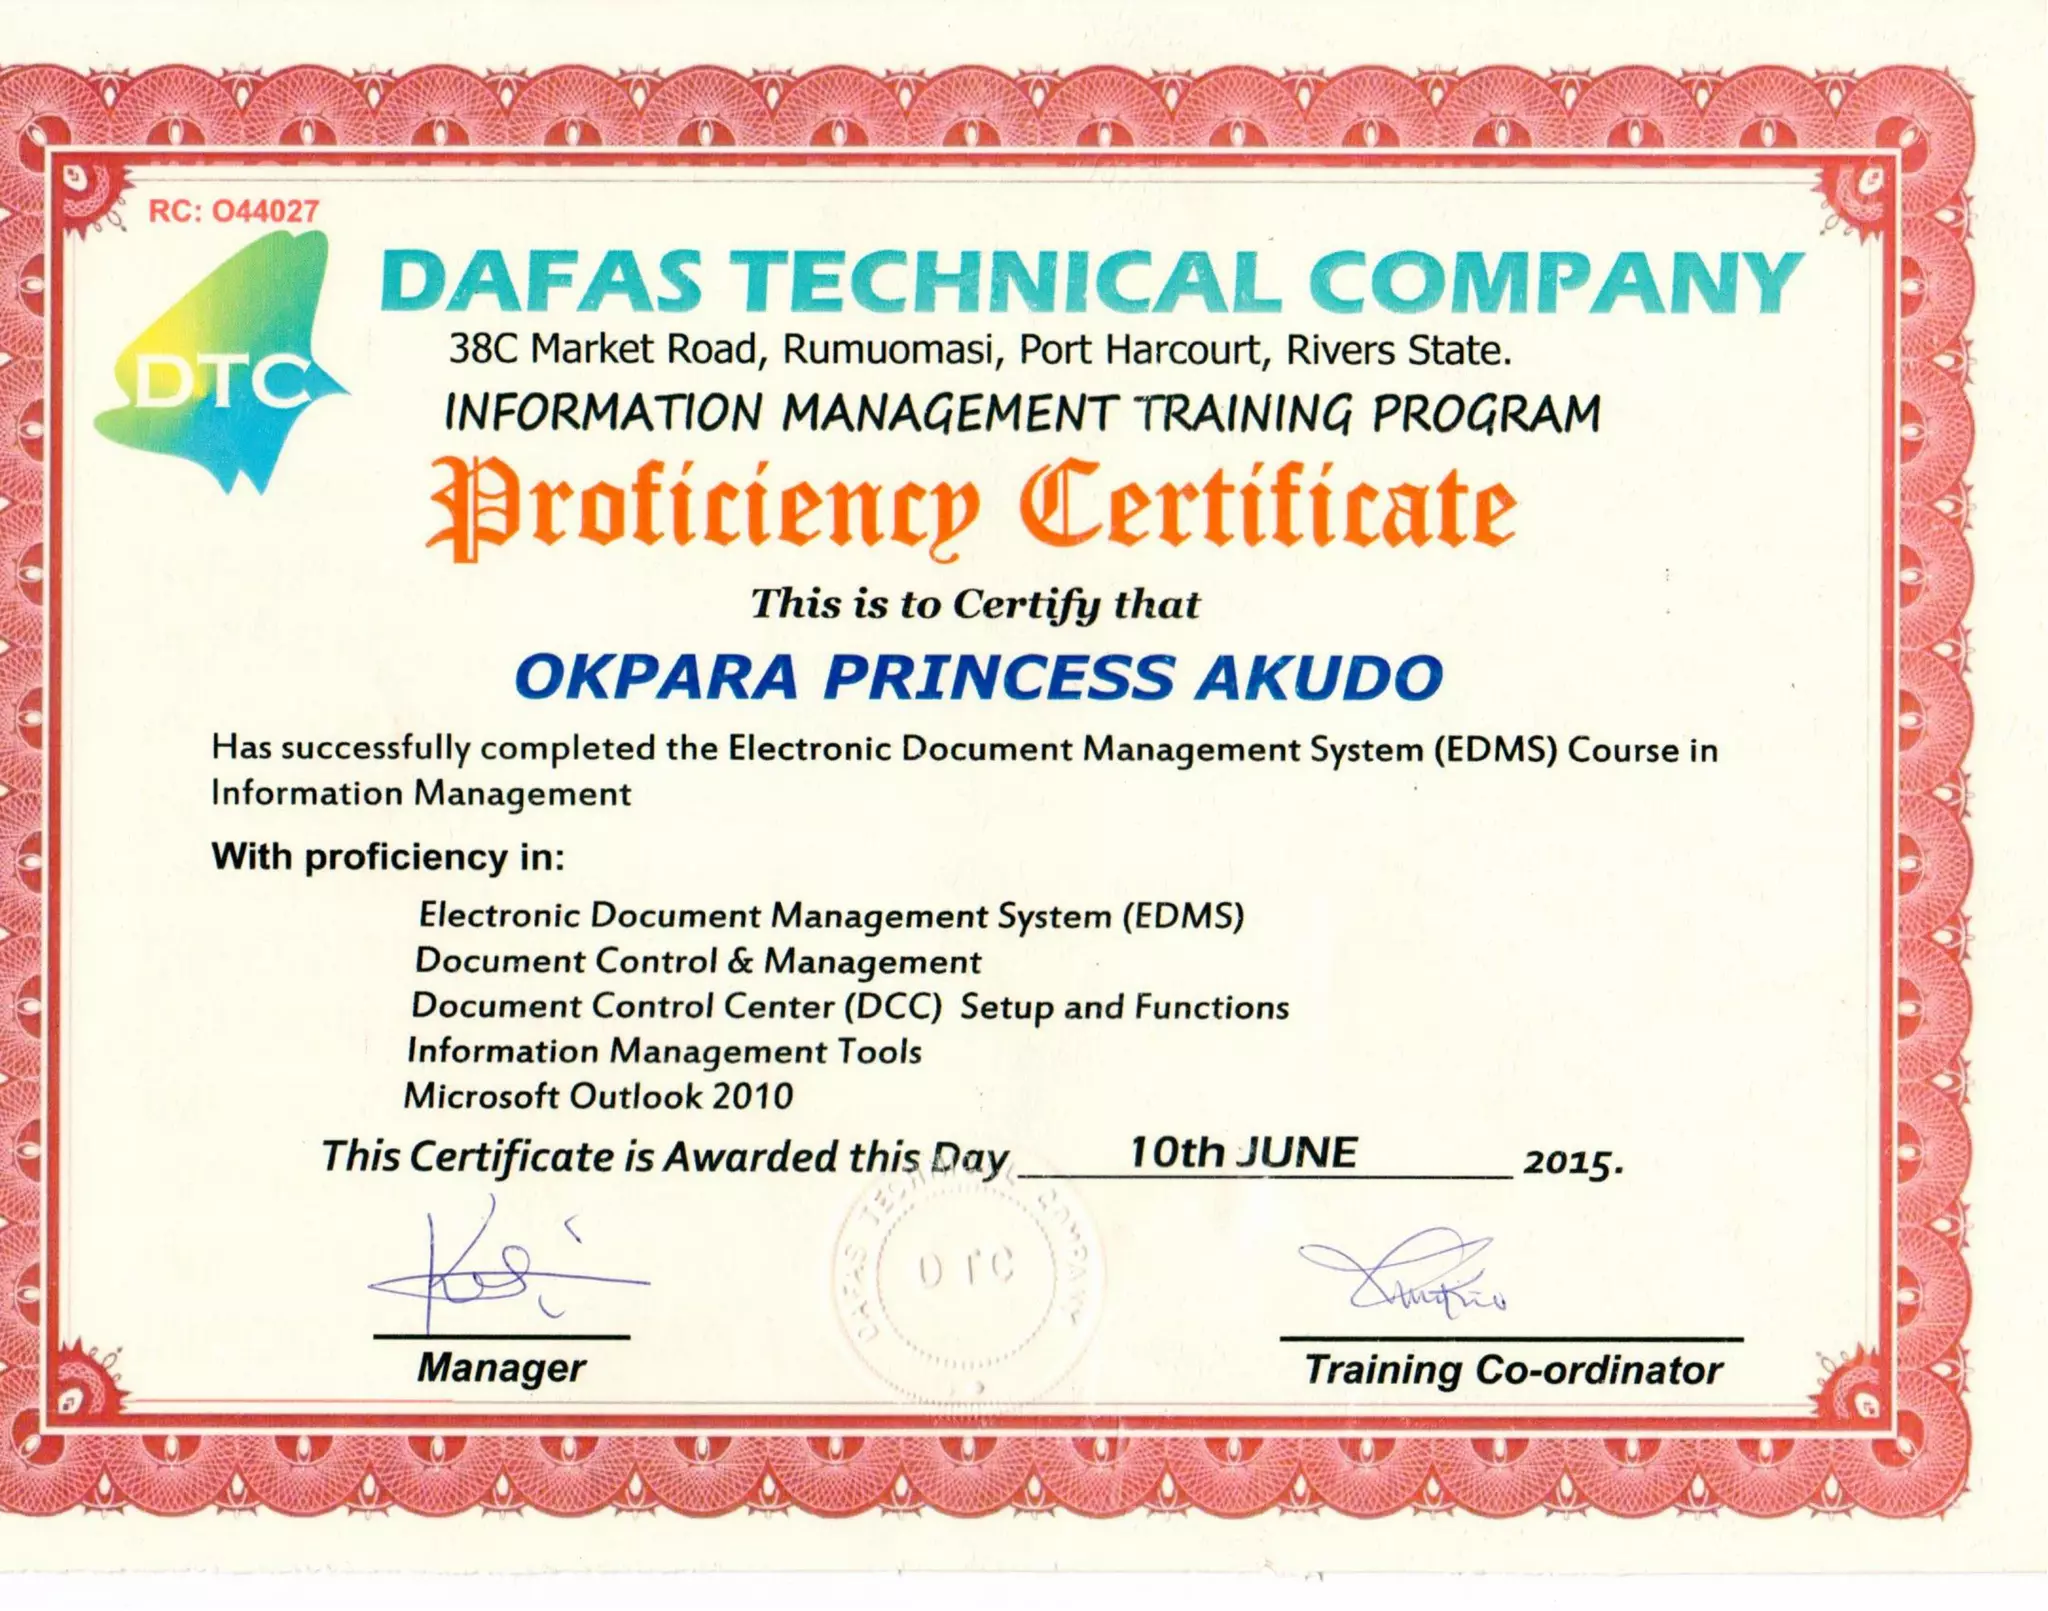 RC: O44027
DTC
DAFAS TECHNICAL COMPANY
38C Market Road, Rumuomasi, Port Harcourt, Rivers State.
INFORMATION MANAGEMENT TRAINING PROGRAM
Proficiency Certificate
This is to Certify that
OKPARA PRINCESS AKUDO
Has successfully completed the Electronic Document Management System (EDMS) Course in
Information Management
With proficiency in:
Electronic Document Management System (EDMS)
Document Control & Management
Document Control Center (DCC) Setup and Functions
Information Management Tools
Microsoft Outlook 2010
This Certificate is Awarded this Day 10th JUNE 2015.
DAFAS TECHNICAL COMPANY
DTC
Manager
Training Co-ordinator